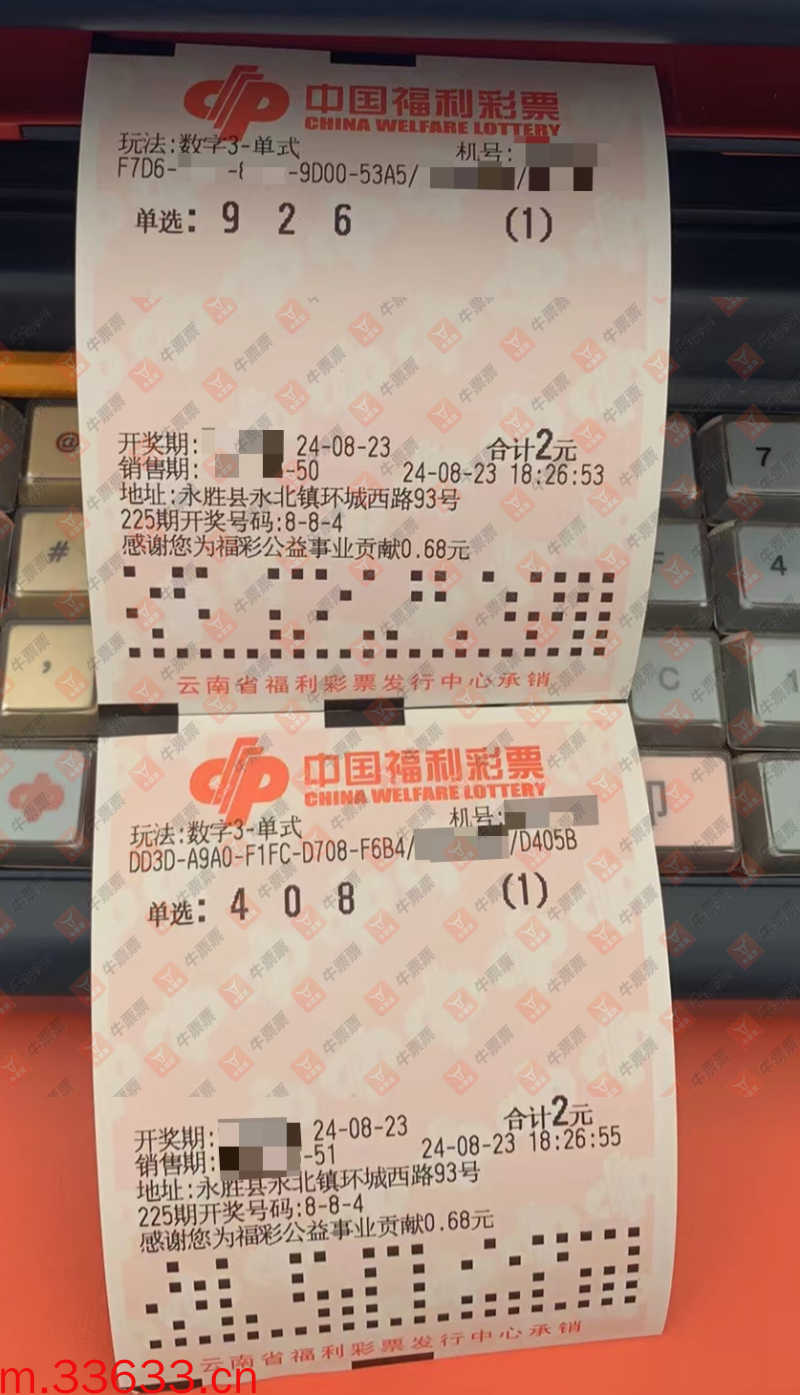 中国福利彩票
CHINA WELFARE LOTTERY
玩法:数字3-单式 机号:
F7D6- -9D00-53A5/ /
单选: 9 2 6 (1)
开奖期: 24-08-23 合计2元
销售期: -50 24-08-23 18:26:53
地址:永胜县永北镇环城西路93号
225期开奖号码:8-8-4
感谢您为福彩公益事业贡献0.68元
云南省福利彩票发行中心承销
中国福利彩票
CHINA WELFARE LOTTERY
玩法:数字3-单式 机号:
DD3D-A9A0-F1FC-D708-F6B4/ /D405B
单选: 4 0 8 (1)
开奖期: 24-08-23 合计2元
销售期: -51 24-08-23 18:26:55
地址:永胜县永北镇环城西路93号
225期开奖号码:8-8-4
感谢您为福彩公益事业贡献0.68元
云南省福利彩票发行中心承销
@
#
,
7
4
1
C
牛票票
m.33633.cn